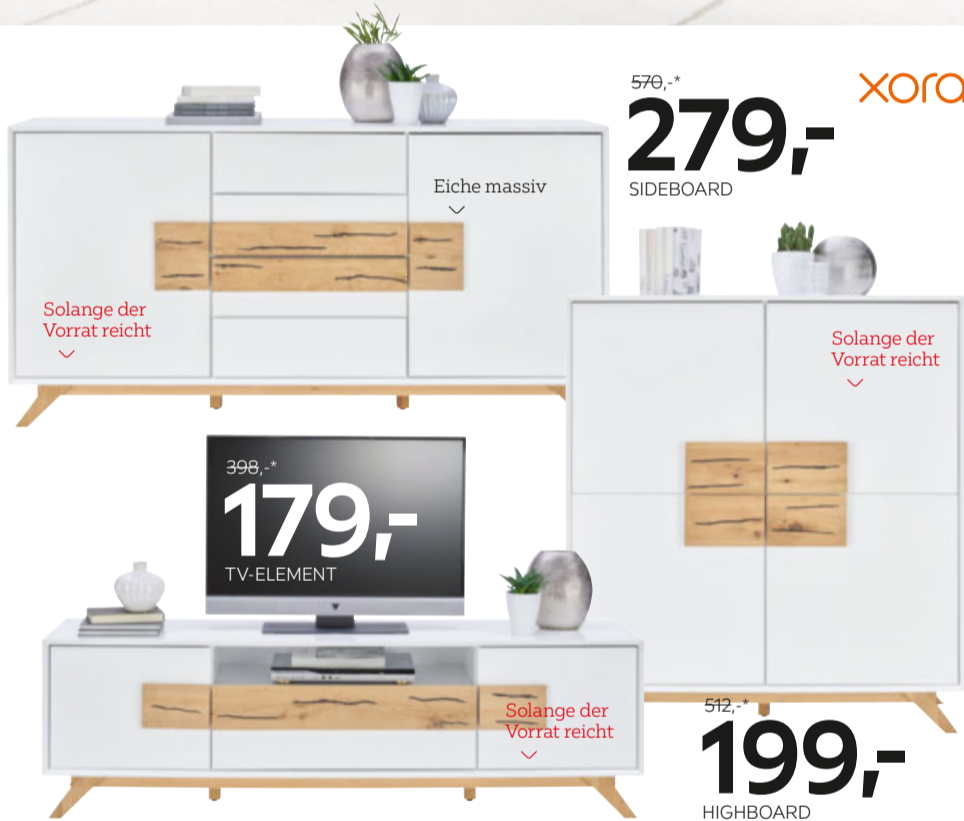 570,-*
279,-
SIDEBOARD
xora
Eiche massiv
Solange der
Vorrat reicht
Solange der
Vorrat reicht
398,-*
179,-
TV-ELEMENT
Solange der
Vorrat reicht
512,-*
199,-
HIGHBOARD